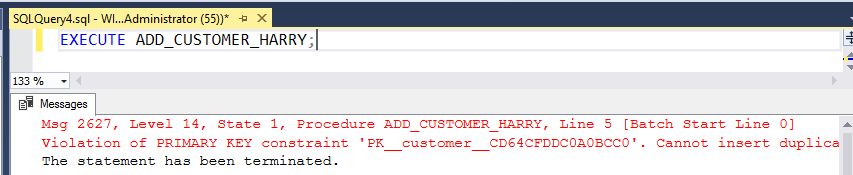 SQLQuery4.sql - WI...Administrator (55))*
EXECUTE ADD_CUSTOMER_HARRY;
133 %
Messages
Msg 2627, Level 14, State 1, Procedure ADD_CUSTOMER_HARRY, Line 5 [Batch Start Line 0]
Violation of PRIMARY KEY constraint 'PK__customer__CD64CFDDC0A0BCC0'. Cannot insert duplica
The statement has been terminated.